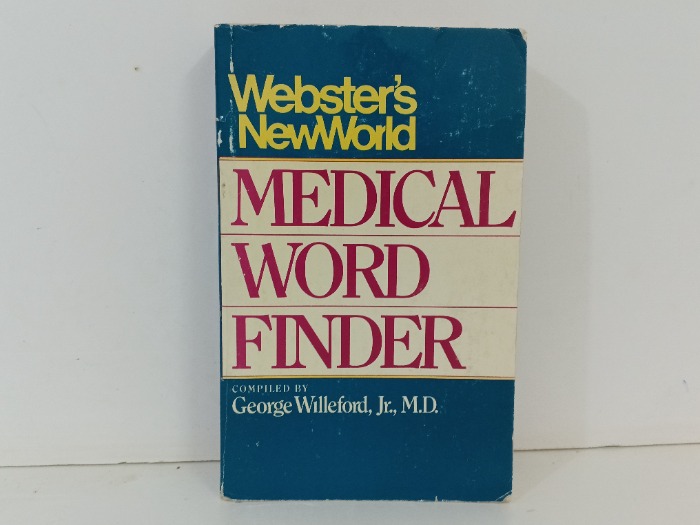 Webster's
NewWorld
MEDICAL
WORD
FINDER
COMPILED BY
George Willeford, Jr., M.D.